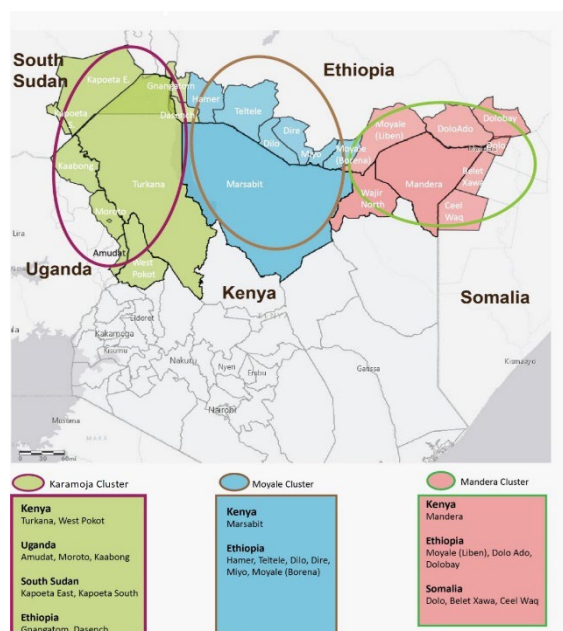 South
Sudan
Kapoeta E.
Gnangatom
Hamer
Teltele
Ethiopia
Kapoeta
Dasench
Dire
Dilo
Miyo
Moyale
(Borena)
Moyale
(Liben)
DoloAdo
Dolobay
Dolo
Kaabong
Turkana
Marsabit
Mandera
Belet
Xawa
Moroto
Wajir
North
Ceel
Waq
Lira
Amudat
West
Pokot
Uganda
Kenya
Somalia
Eldoret
Kakamega
Kisumu
Nakuru
Nyeri
Embu
Garissa
Kismaayo
Nairobi
Musoma
Karamoja Cluster
Kenya
Turkana, West Pokot
Uganda
Amudat, Moroto, Kaabong
South Sudan
Kapoeta East, Kapoeta South
Ethiopia
Gnangatom, Dasench
Moyale Cluster
Kenya
Marsabit
Ethiopia
Hamer, Teltele, Dilo, Dire,
Miyo, Moyale (Borena)
Mandera Cluster
Kenya
Mandera
Ethiopia
Moyale (Liben), Dolo Ado,
Dolobay
Somalia
Dolo, Belet Xawa, Ceel Waq